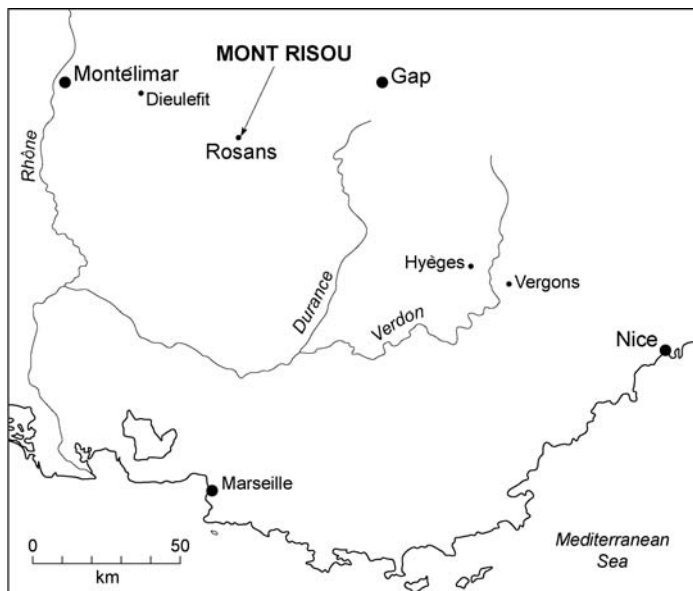 MONT RISOU
Montélimar
Gap
Dieulefit
Rosans
Rhône
Hyèges
Vergons
Durance
Verdon
Nice
Marseille
Mediterranean
Sea
0 50
km